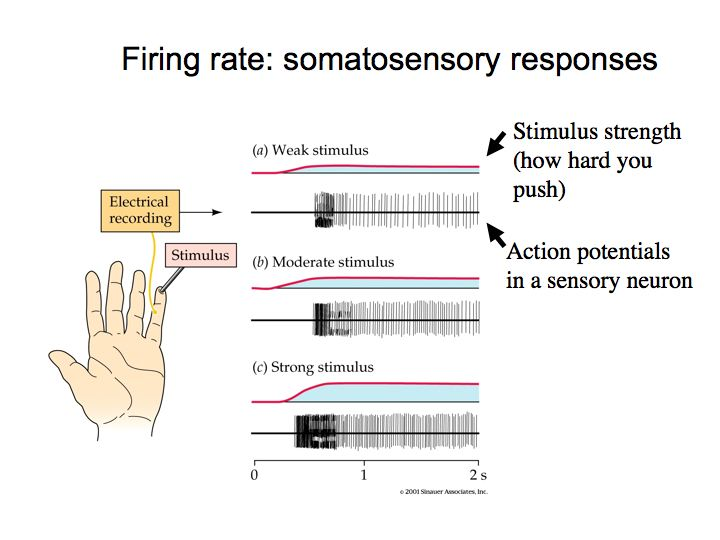 Firing rate: somatosensory responses
Stimulus strength
(how hard you
push)
(a) Weak stimulus
Electrical
recording
Stimulus
Action potentials
in a sensory neuron
(b) Moderate stimulus
(c) Strong stimulus
0 1 2 s
© 2001 Sinauer Associates, Inc.